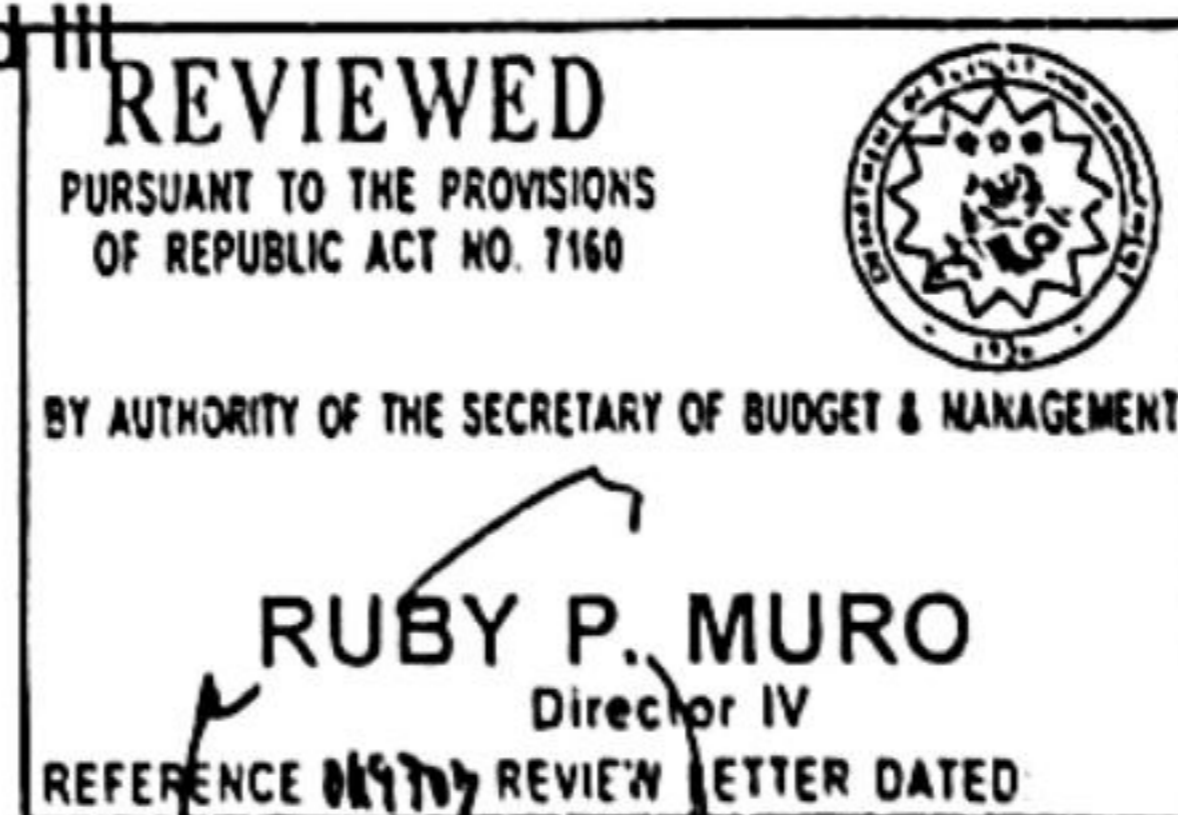 REVIEWED
PURSUANT TO THE PROVISIONS
OF REPUBLIC ACT NO. 7160
BY AUTHORITY OF THE SECRETARY OF BUDGET & MANAGEMENT
RUBY P. MURO
Director IV
REFERENCE REVIEW LETTER DATED